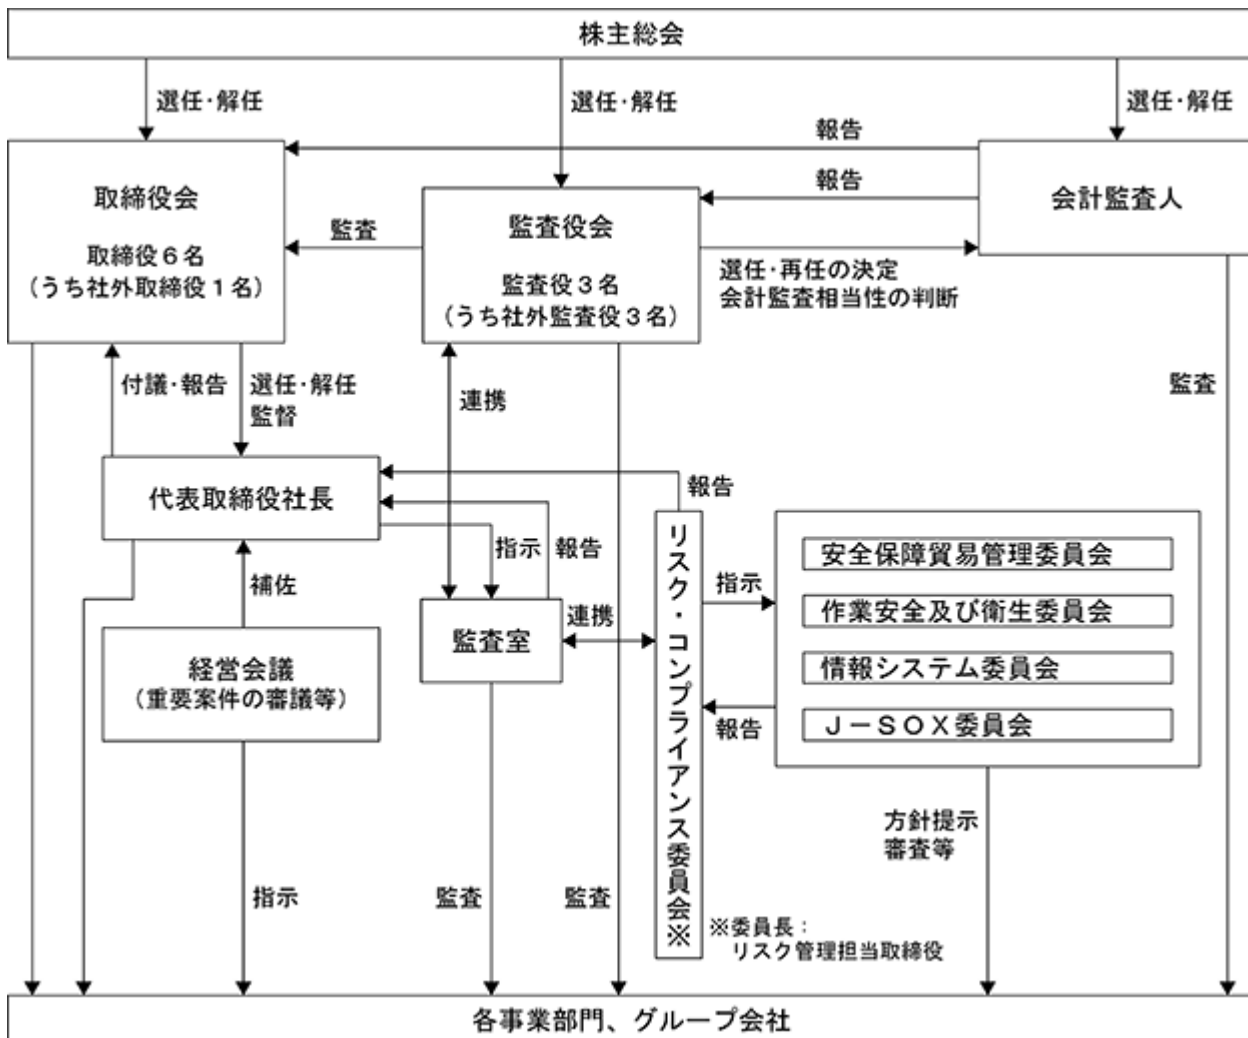 株主総会
選任・解任
選任・解任
選任・解任
報告
取締役会
取締役６名
（うち社外取締役１名）
監査
監査役会
監査役３名
（うち社外監査役３名）
報告
会計監査人
選任・再任の決定
会計監査相当性の判断
付議・報告
選任・解任
監督
連携
監査
代表取締役社長
報告
指示
報告
補佐
経営会議
（重要案件の審議等）
監査室
連携
リスク・コンプライアンス委員会※
指示
報告
安全保障貿易管理委員会
作業安全及び衛生委員会
情報システム委員会
Ｊ－ＳＯＸ委員会
方針提示
審査等
指示
監査
監査
※委員長：
リスク管理担当取締役
各事業部門、グループ会社